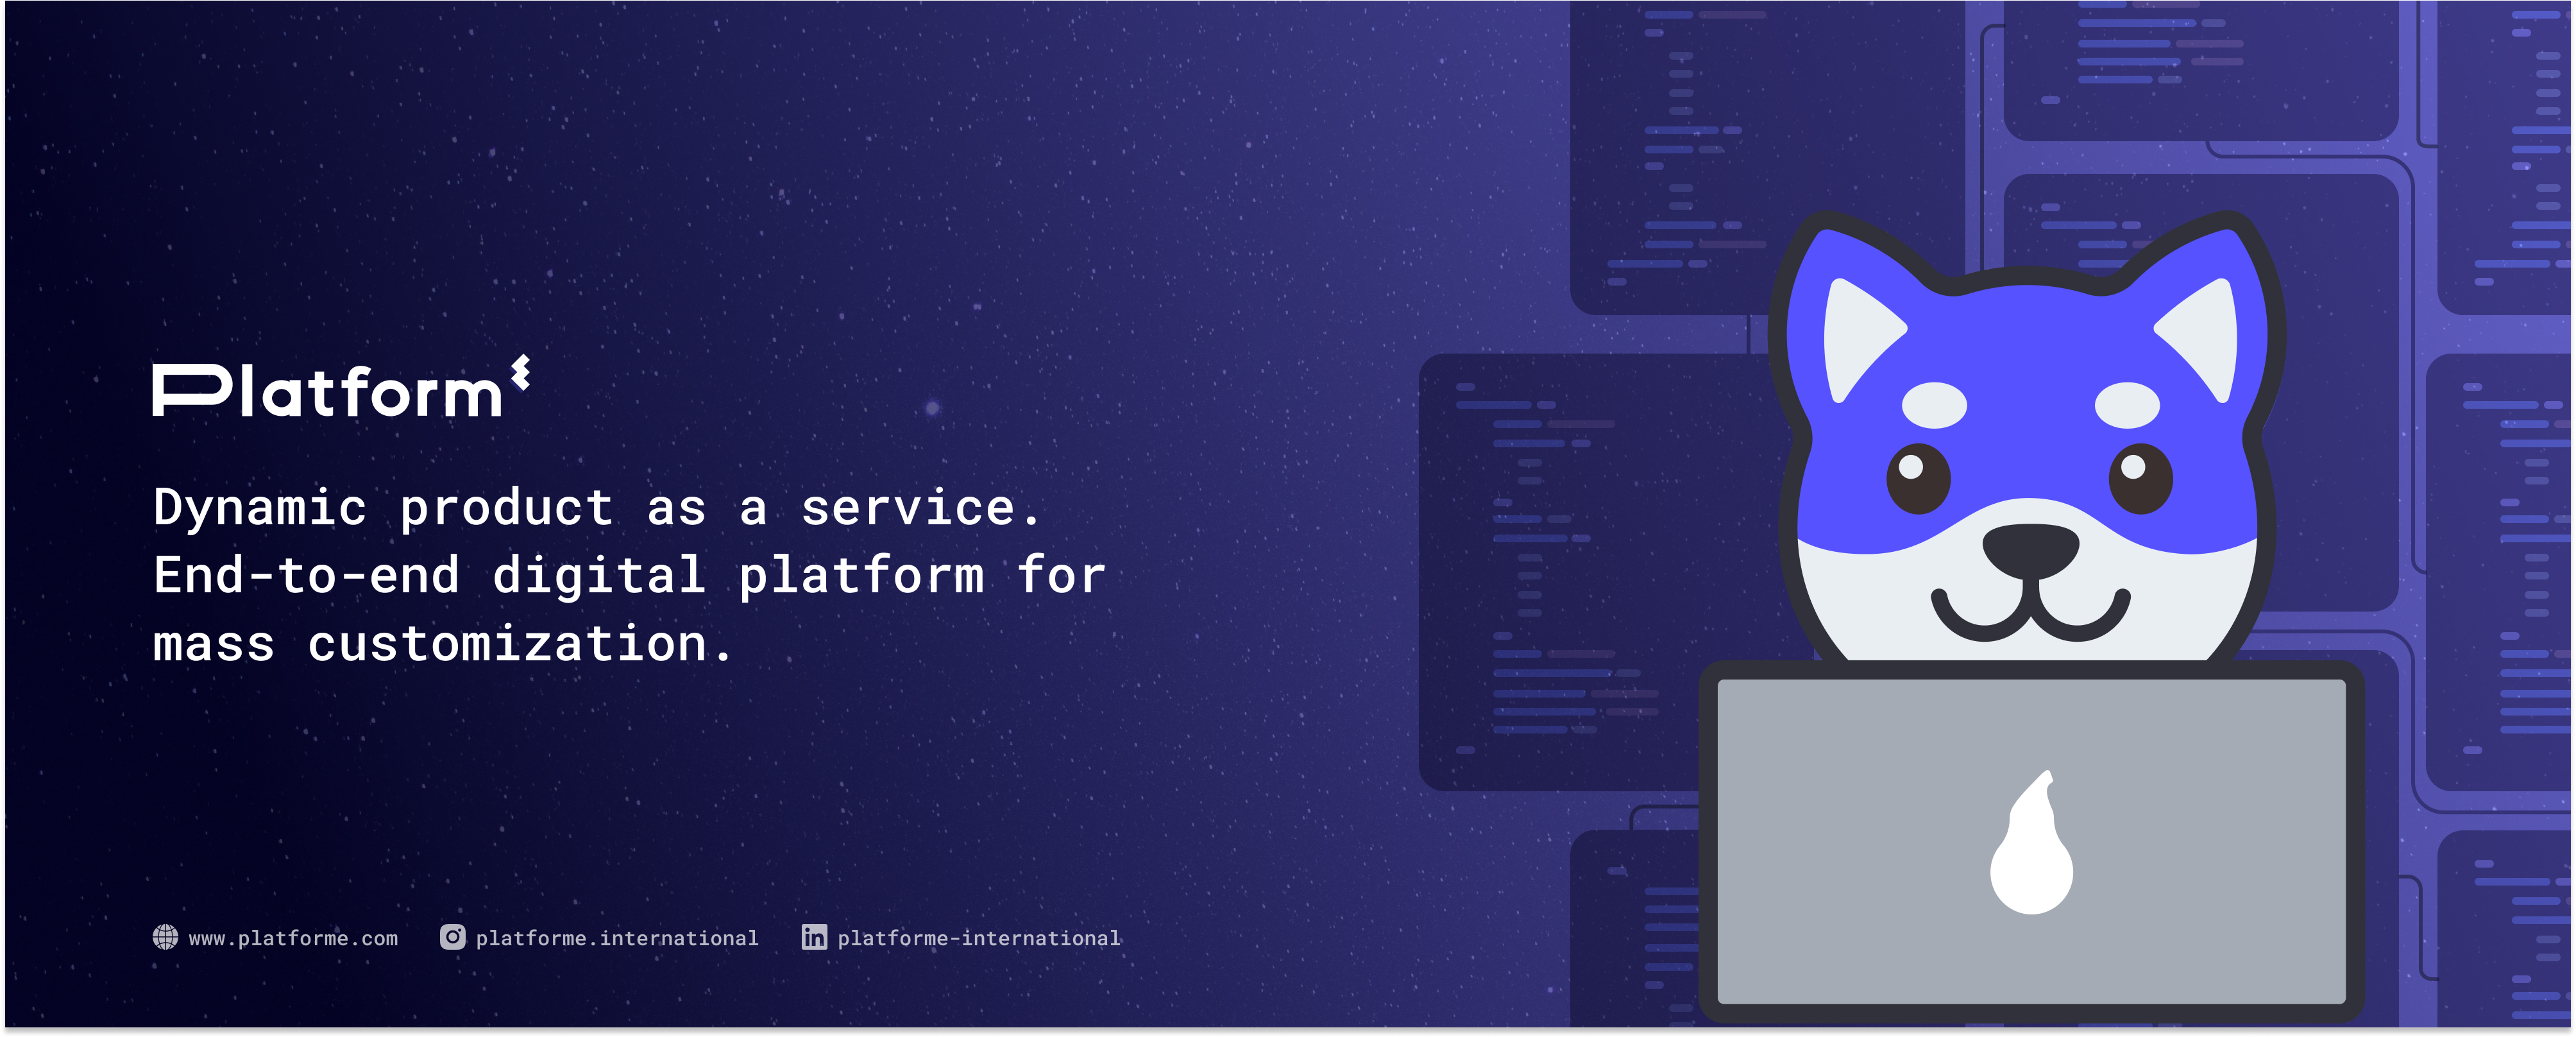 Platform
Dynamic product as a service.
End-to-end digital platform for
mass customization.
www.platforme.com
platforme.international
in platforme-international